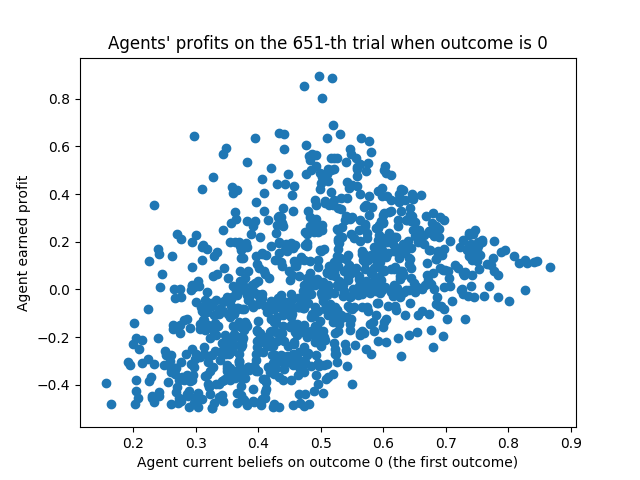 Agents' profits on the 651-th trial when outcome is 0
Agent earned profit
0.8
0.6
0.4
0.2
0.0
−0.2
−0.4
0.2 0.3 0.4 0.5 0.6 0.7 0.8 0.9
Agent current beliefs on outcome 0 (the first outcome)